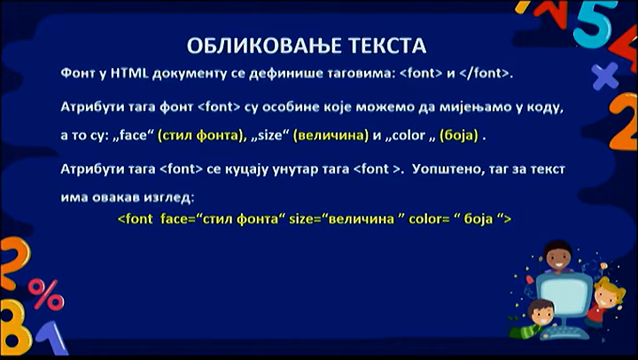 ОБЛИКОВАЊЕ ТЕКСТА
Фонт у HTML документу се дефинише таговима: <font> и </font>.
Атрибути тага фонт <font> су особине које можемо да мијењамо у коду,
а то су: „face“ (стил фонта), „size“ (величина) и „color „ (боја) .
Атрибути тага <font> се куцају унутар тага <font >. Уопштено, таг за текст
има овакав изглед:
<font face=“стил фонта“ size=“величина ” color= “ боја “>